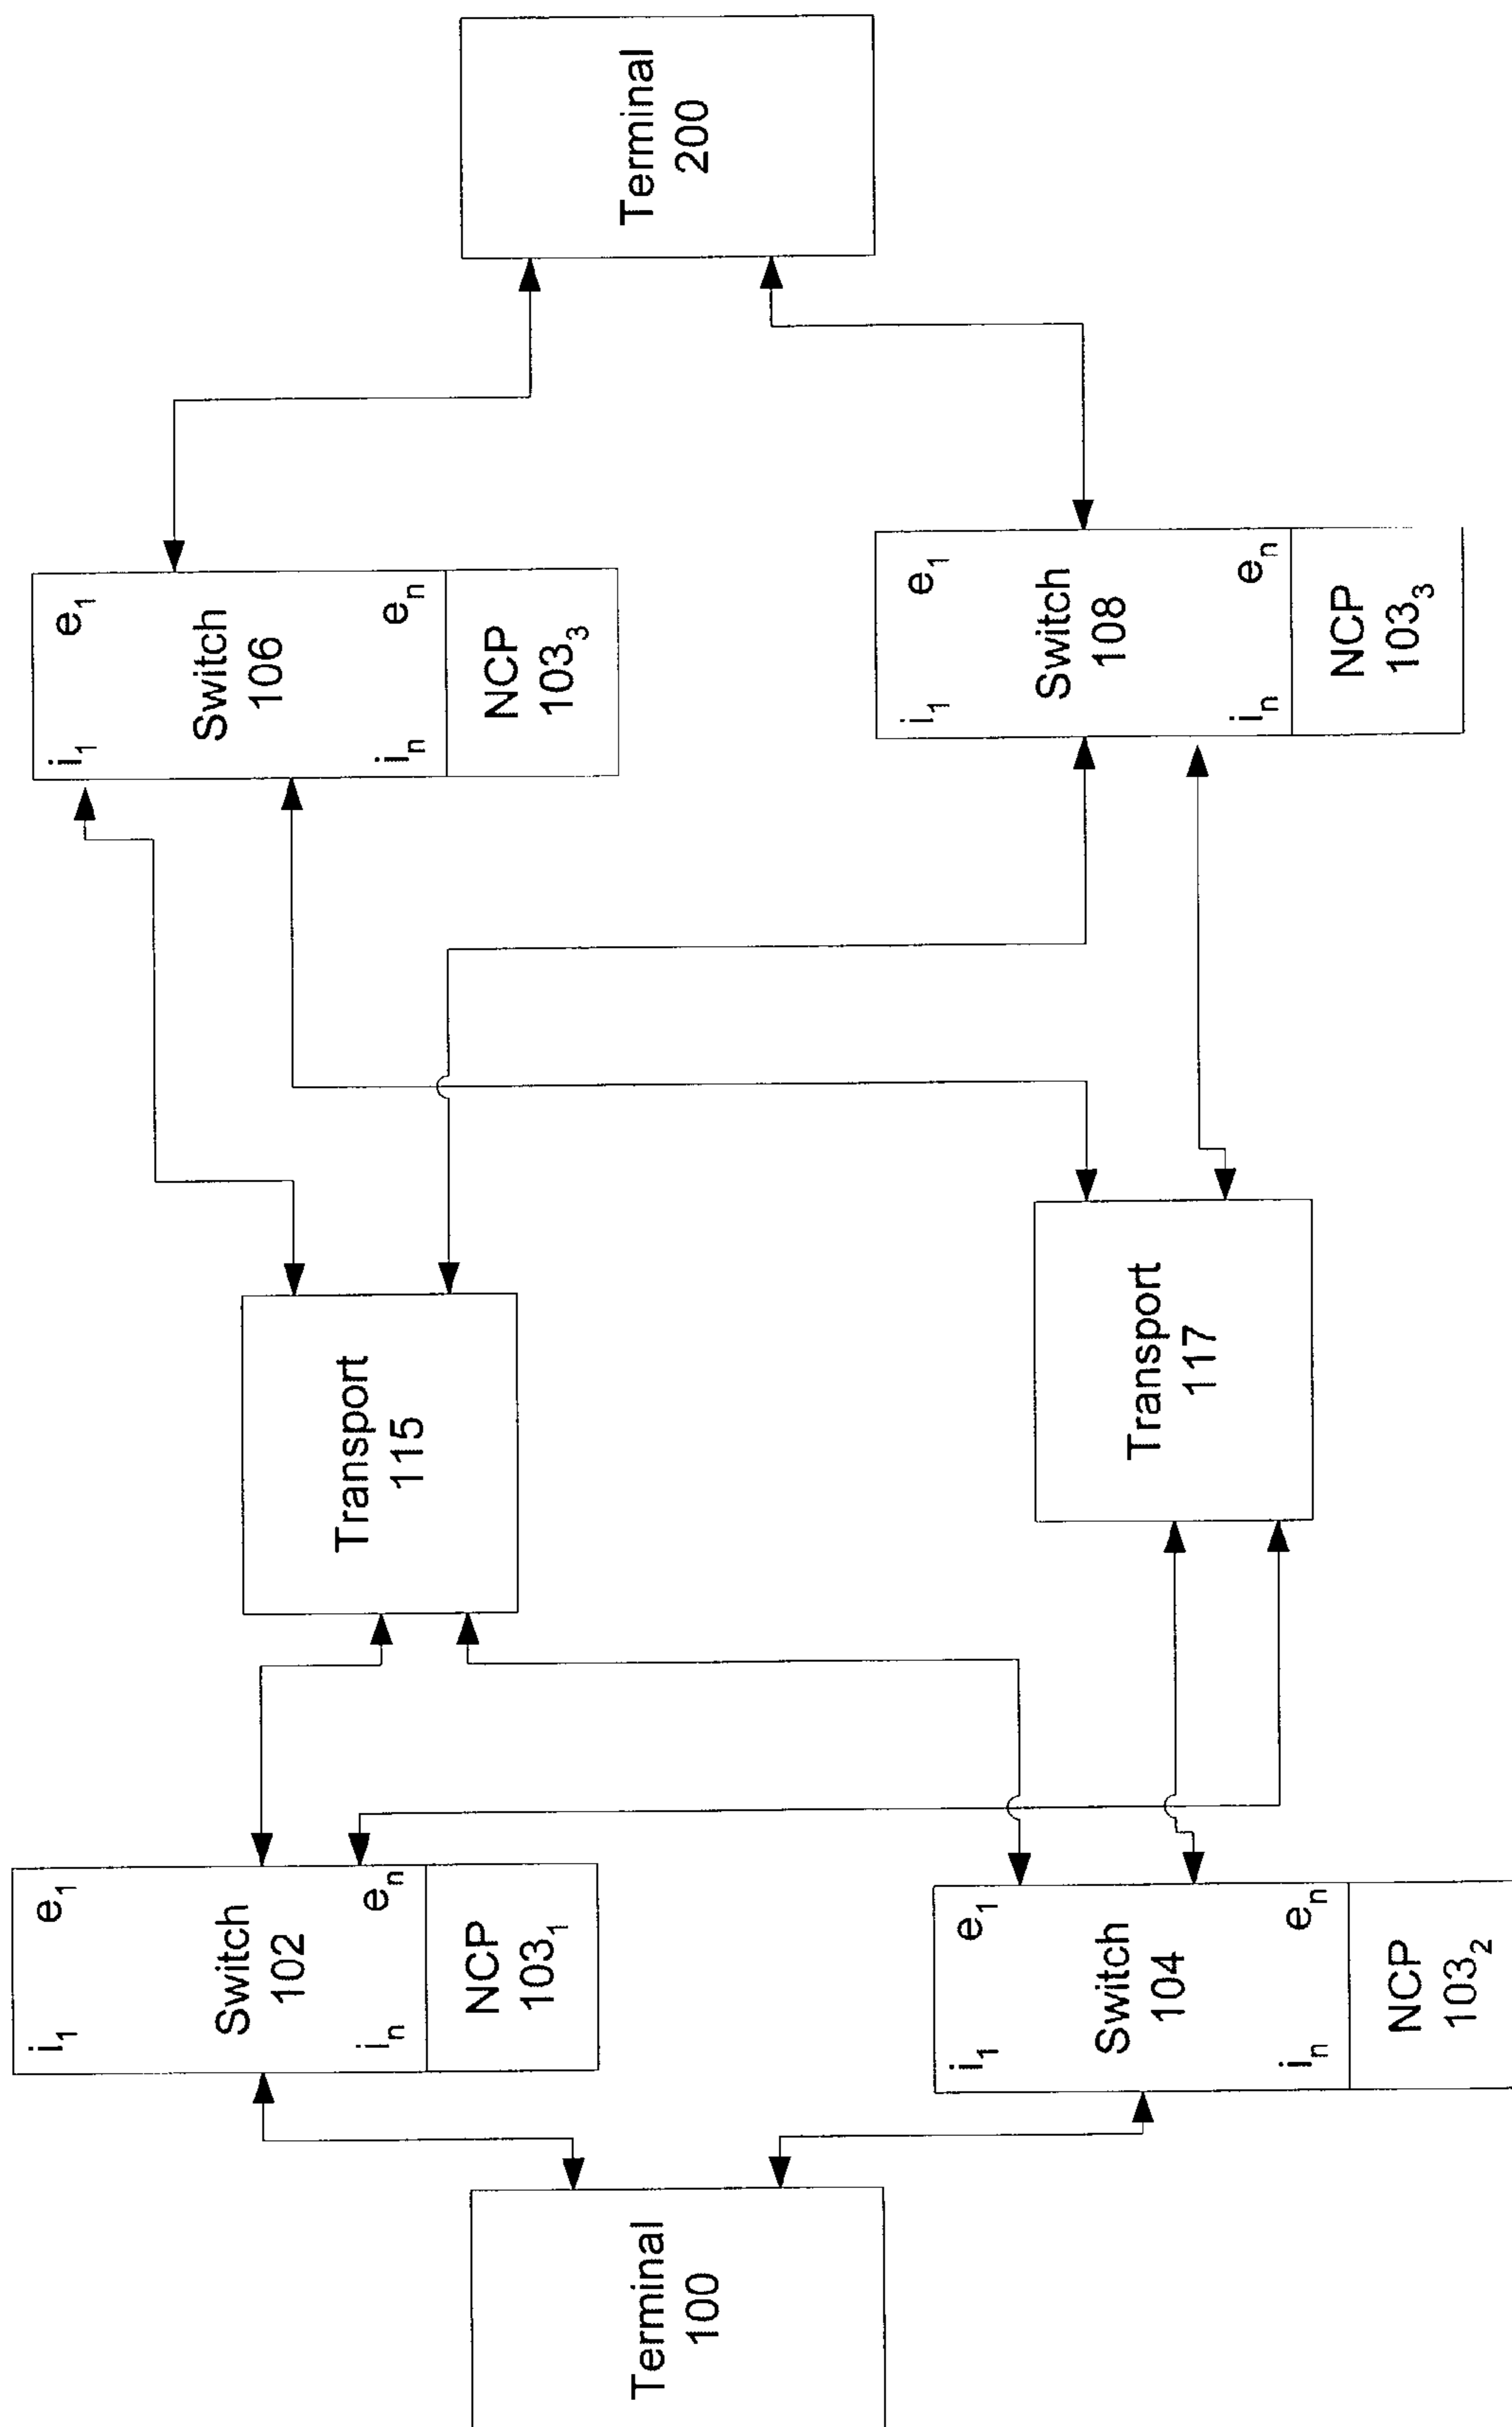 i₁ e₁
Switch
102
iₙ eₙ
NCP
103₁
Terminal
100
i₁ e₁
Switch
104
iₙ eₙ
NCP
103₂
Transport
115
Transport
117
i₁ e₁
Switch
106
iₙ eₙ
NCP
103₃
i₁ e₁
Switch
108
iₙ eₙ
NCP
103₃
Terminal
200